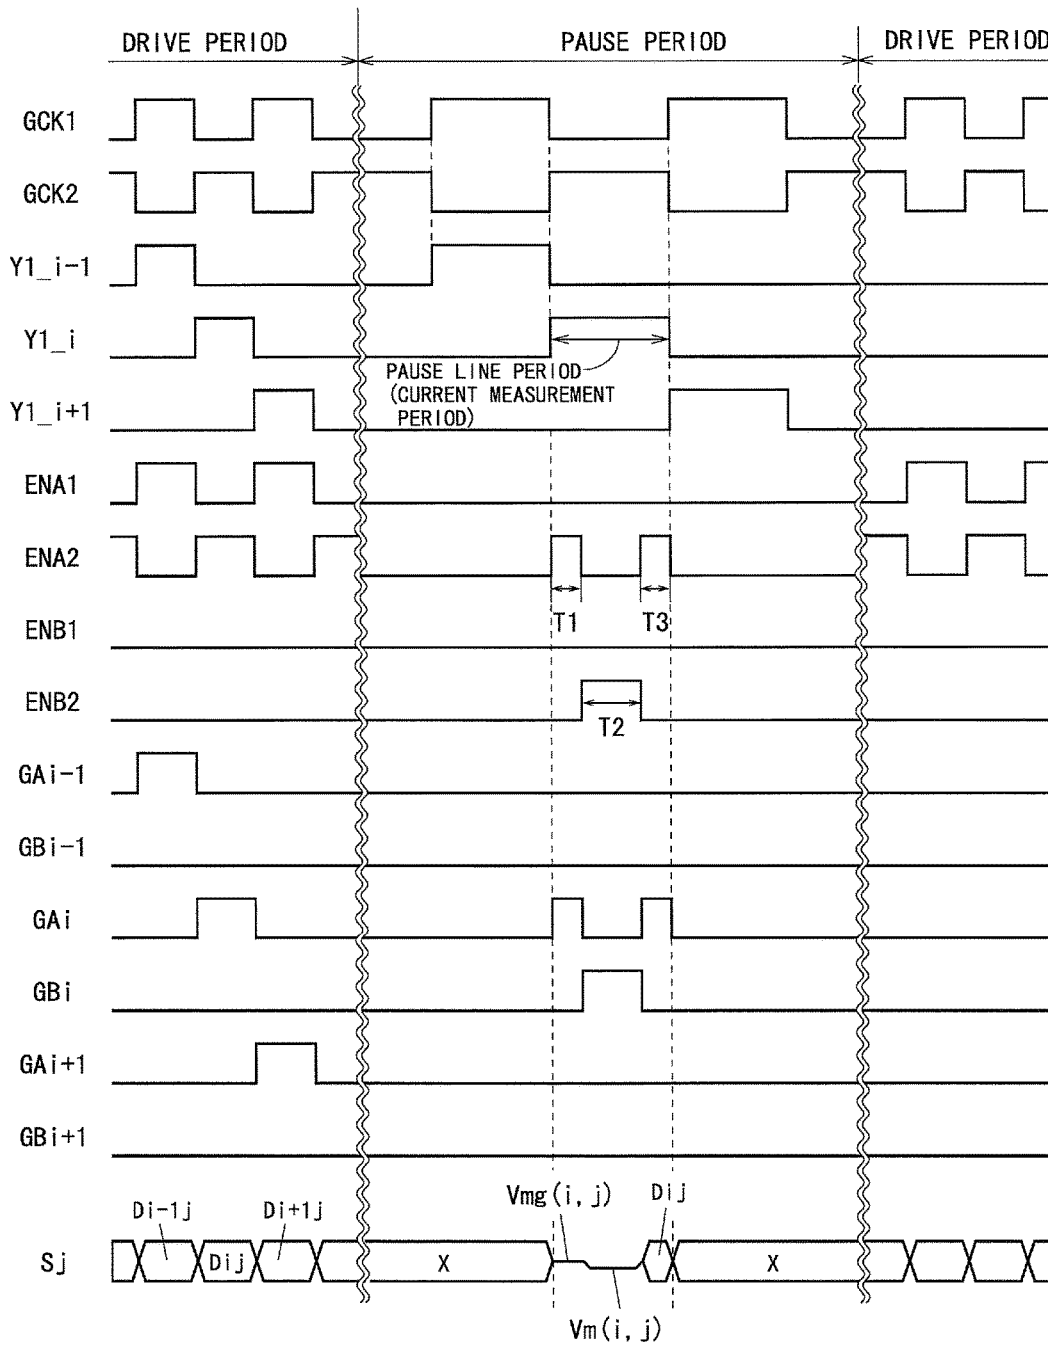 DRIVE PERIOD
PAUSE PERIOD
DRIVE PERIOD
GCK1
GCK2
Y1_i-1
Y1_i
PAUSE LINE PERIOD
(CURRENT MEASUREMENT
PERIOD)
Y1_i+1
ENA1
ENA2
T1
T3
ENB1
ENB2
T2
GAi-1
GBi-1
GAi
GBi
GAi+1
GBi+1
Vmg(i, j)
Dij
Di-1j
Di+1j
Sj
Dij
X
X
Vm(i, j)